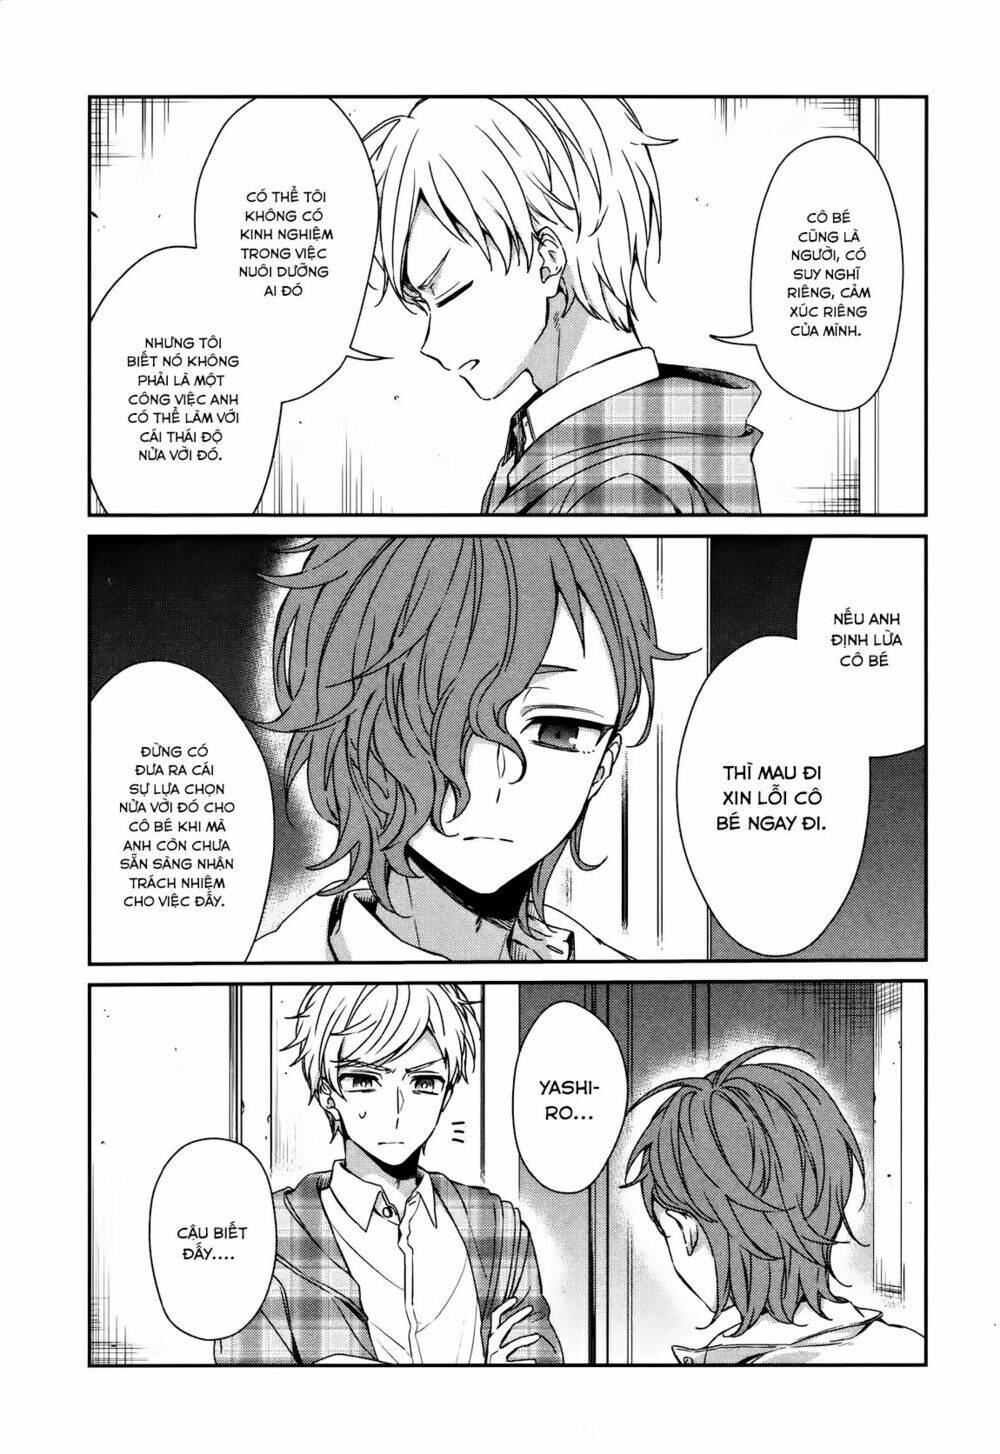 CÔ BÉ
CŨNG LÀ
NGƯỜI, CÓ
SUY NGHĨ
RIÊNG, CẢM
XÚC RIÊNG
CỦA MÌNH.
CÓ THỂ TÔI
KHÔNG CÓ
KINH NGHIỆM
TRONG VIỆC
NUÔI DƯỠNG
AI ĐÓ
NHƯNG TÔI
BIẾT NÓ KHÔNG
PHẢI LÀ MỘT
CÔNG VIỆC ANH
CÓ THỂ LÀM VỚI
CÁI THÁI ĐỘ
NỬA VỜI ĐÓ.
NẾU ANH
ĐỊNH LỪA
CÔ BÉ
THÌ MAU ĐI
XIN LỖI CÔ
BÉ NGAY ĐI.
ĐỪNG CÓ
ĐƯA RA CÁI
SỰ LỰA CHỌN
NỬA VỜI ĐÓ CHO
CÔ BÉ KHI MÀ
ANH CÒN CHƯA
SẴN SÀNG NHẬN
TRÁCH NHIỆM
CHO VIỆC ĐẤY.
YASHI-
RO...
CẬU BIẾT
ĐẤY....